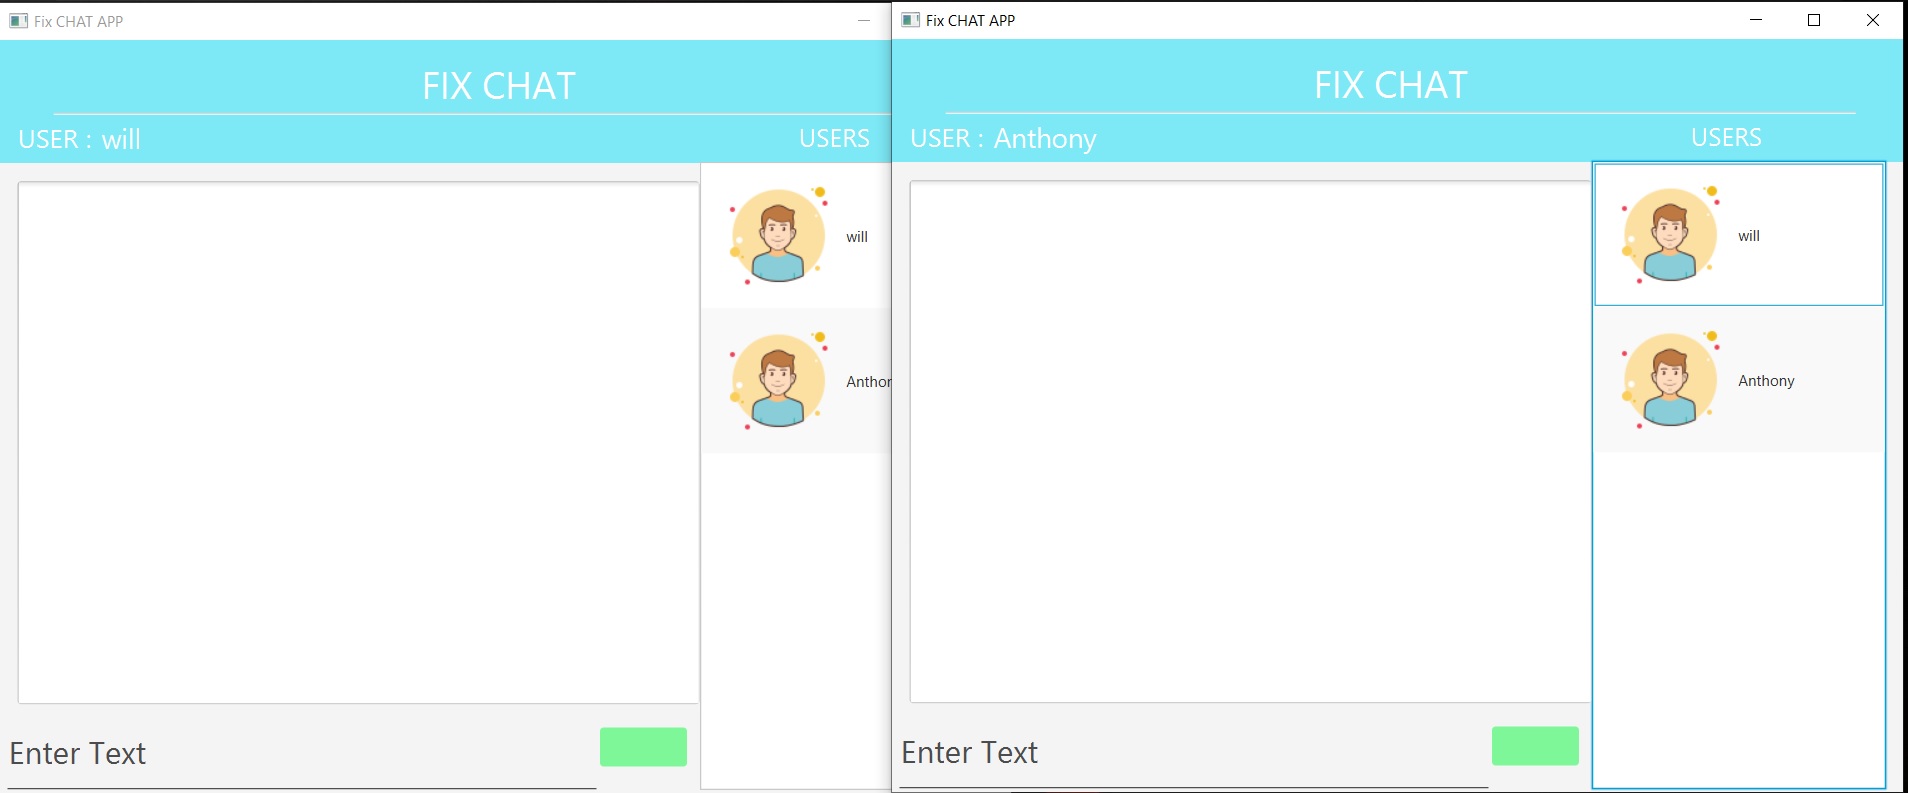 Fix CHAT APP
FIX CHAT
USER : will
USERS
will
Anthon
Enter Text
Fix CHAT APP
FIX CHAT
USER : Anthony
USERS
will
Anthony
Enter Text